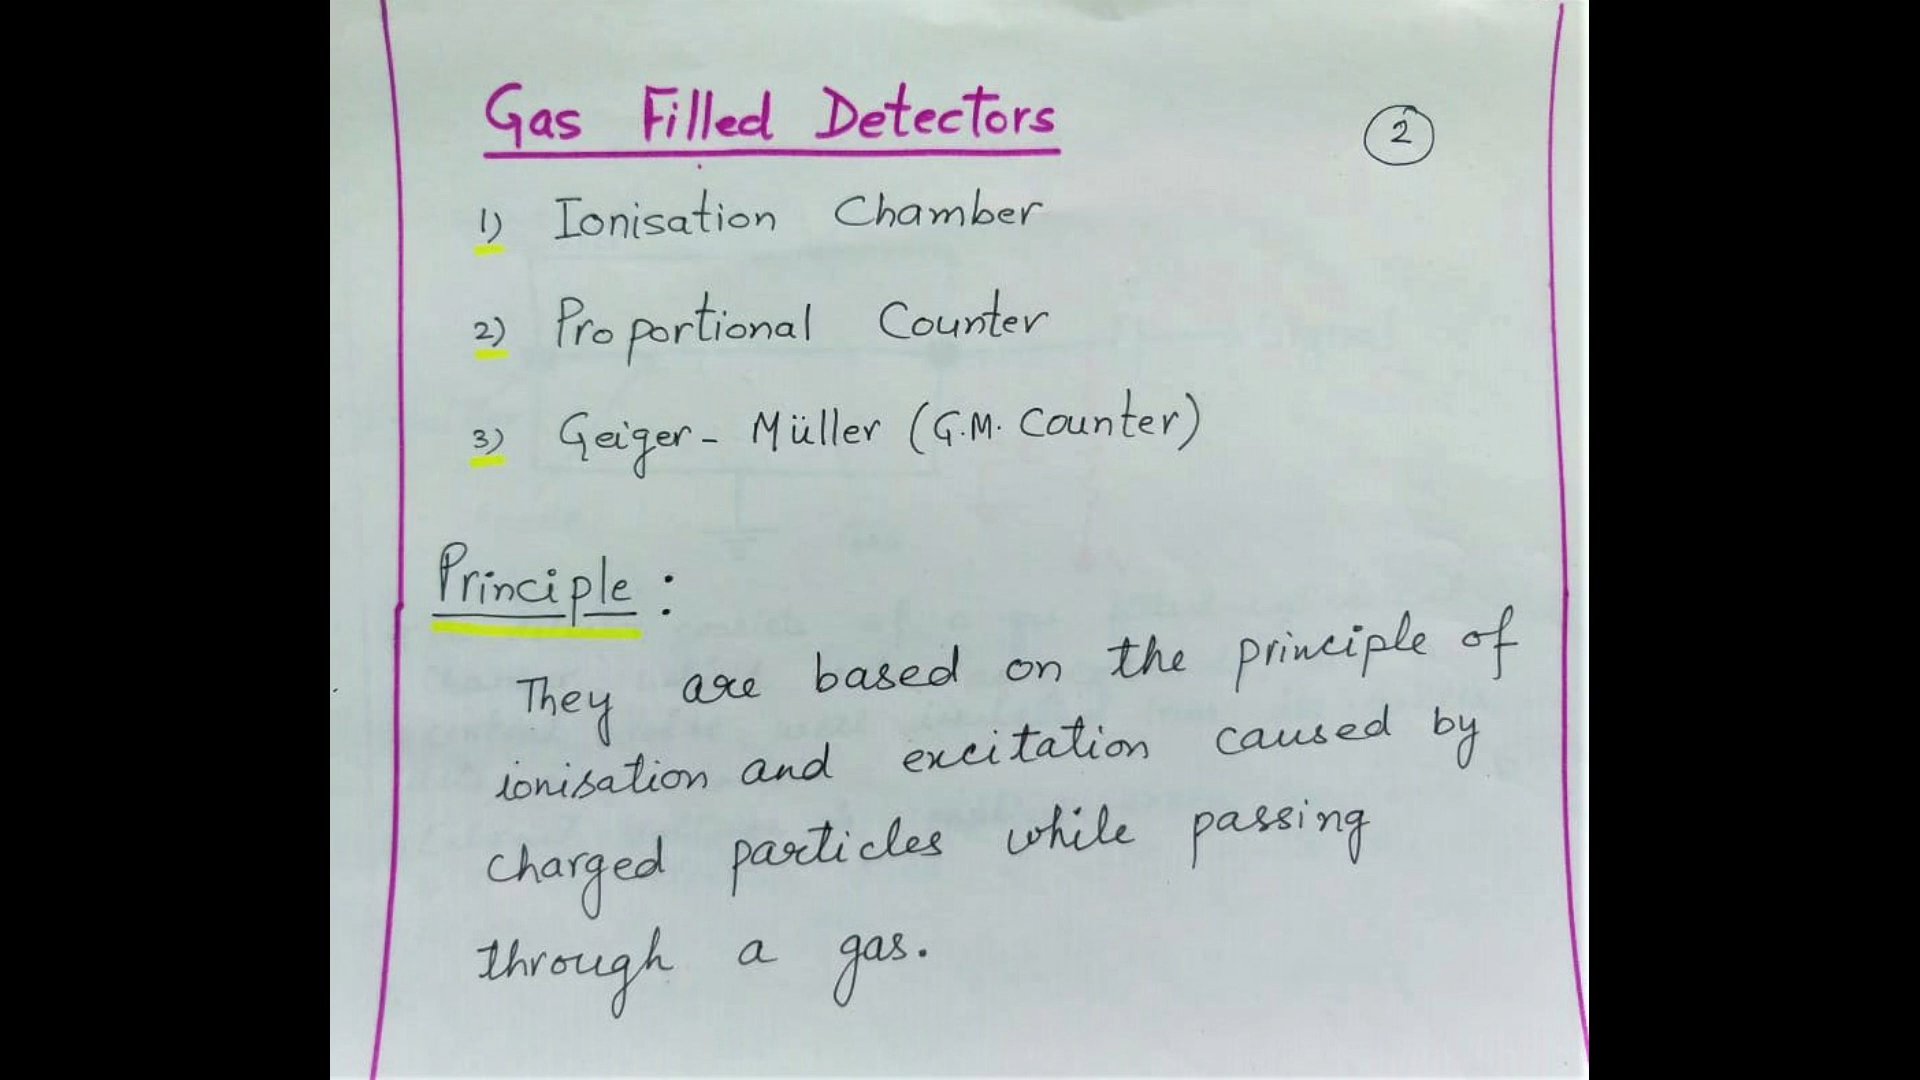 Gas Filled Detectors
2
1) Ionisation Chamber
2) Proportional Counter
3) Geiger - Müller (G.M. Counter)
Principle :
They are based on the principle of
ionisation and excitation caused by
charged particles while passing
through a gas.